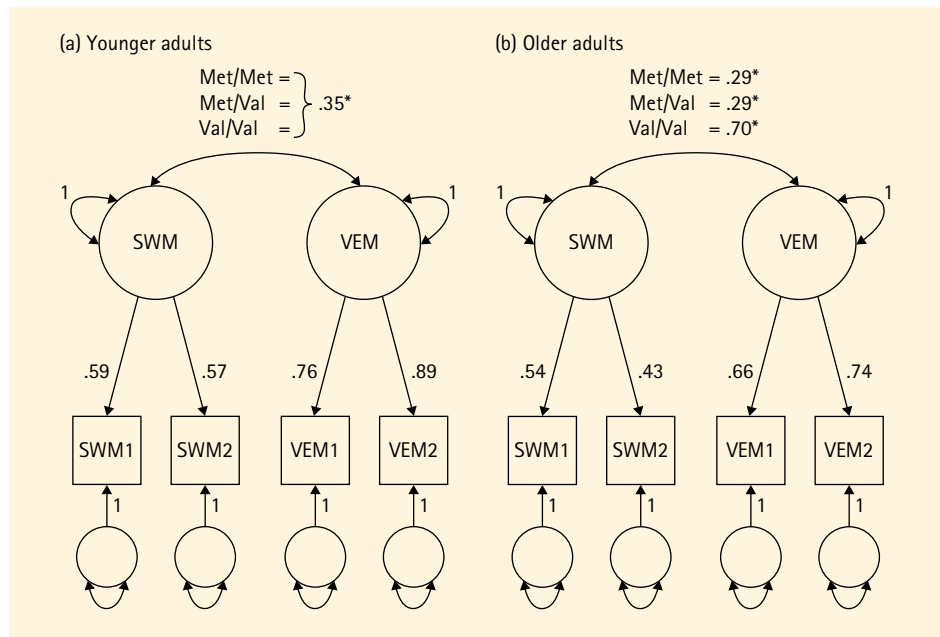 (a) Younger adults
Met/Met =
Met/Val =
Val/Val =
.35*
1
1
SWM
VEM
.59
.57
.76
.89
SWM1
SWM2
VEM1
VEM2
1
1
1
1
(b) Older adults
Met/Met = .29*
Met/Val = .29*
Val/Val = .70*
1
1
SWM
VEM
.54
.43
.66
.74
SWM1
SWM2
VEM1
VEM2
1
1
1
1